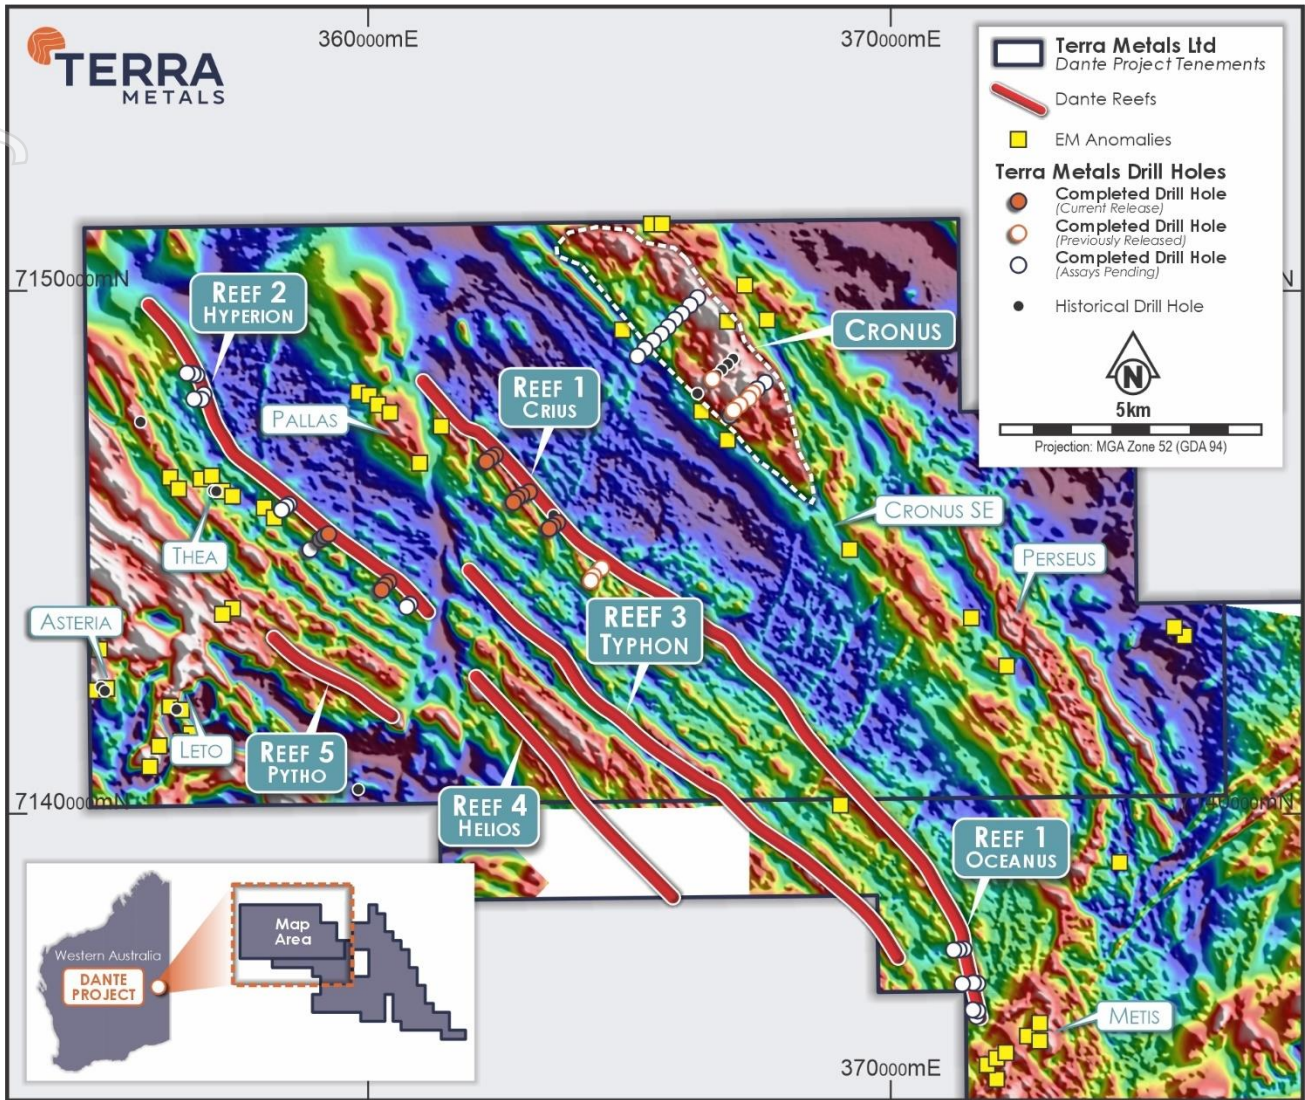 TERRA
METALS
360000mE
370000mE
Terra Metals Ltd
Dante Project Tenements
Dante Reefs
EM Anomalies
Terra Metals Drill Holes
Completed Drill Hole
(Current Release)
Completed Drill Hole
(Previously Released)
Completed Drill Hole
(Assays Pending)
Historical Drill Hole
N
5km
Projection: MGA Zone 52 (GDA 94)
7150000mN
N
REEF 2
HYPERION
CRONUS
REEF 1
CRIUS
PALLAS
CRONUS SE
THEA
PERSEUS
ASTERIA
REEF 3
TYPHON
LETO
REEF 5
PYTHO
7140000mN
REEF 4
HELIOS
REEF 1
OCEANUS
METIS
Western Australia
DANTE
PROJECT
Map
Area
370000mE